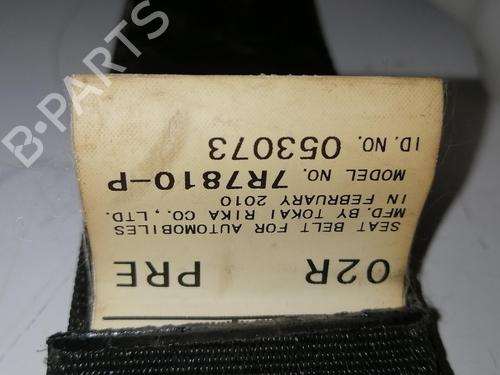 B-PARTS
02R PRE
SEAT BELT FOR AUTOMOBILES
MFD. BY TOKAI RIKA CO., LTD.
IN FEBRUARY 2010
MODEL NO. 7R7810-P
ID. NO. 053073